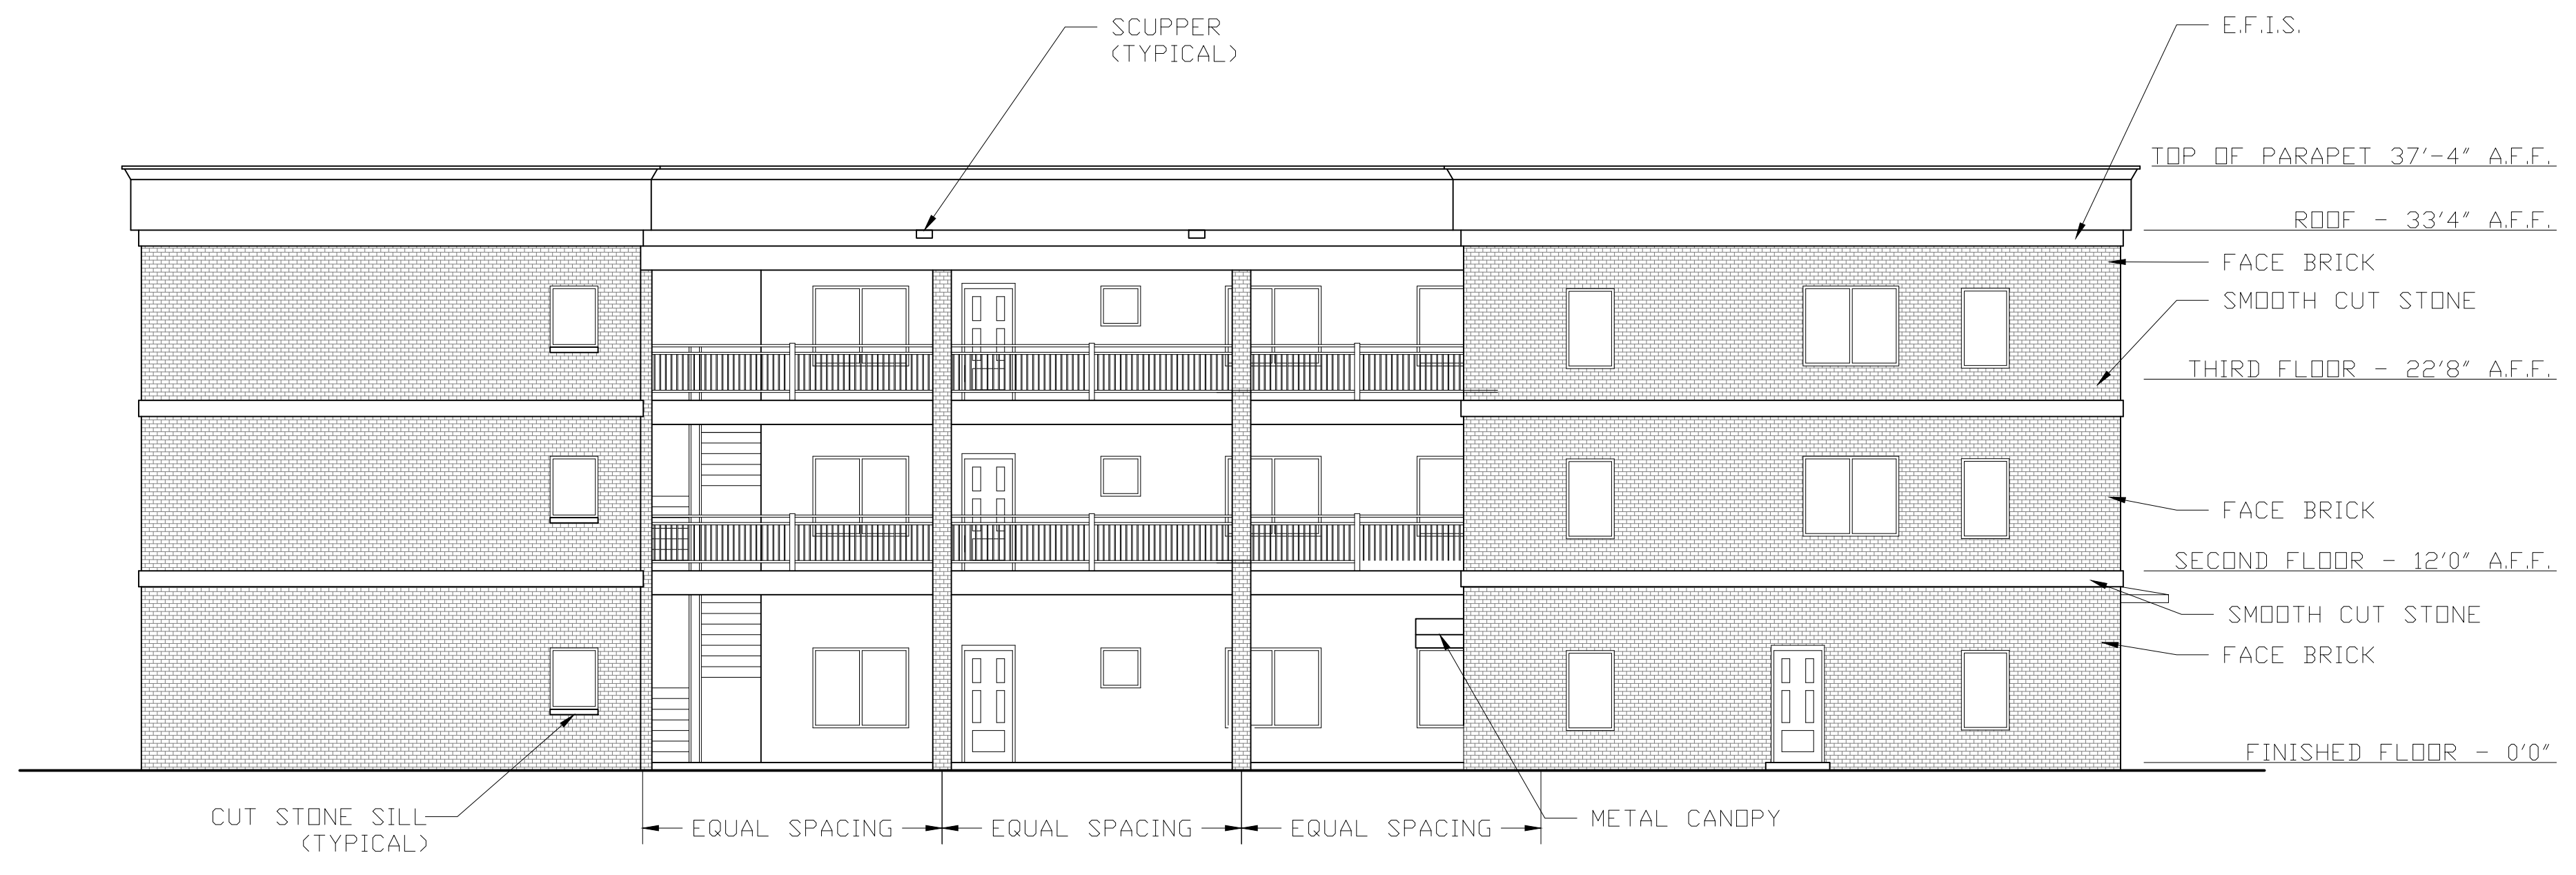 SCUPPER
(TYPICAL)
E.F.I.S.
TOP OF PARAPET 37'-4" A.F.F.
ROOF - 33'4" A.F.F.
FACE BRICK
SMOOTH CUT STONE
THIRD FLOOR - 22'8" A.F.F.
FACE BRICK
SECOND FLOOR - 12'0" A.F.F.
SMOOTH CUT STONE
FACE BRICK
FINISHED FLOOR - 0'0"
CUT STONE SILL
(TYPICAL)
EQUAL SPACING
EQUAL SPACING
EQUAL SPACING
METAL CANOPY